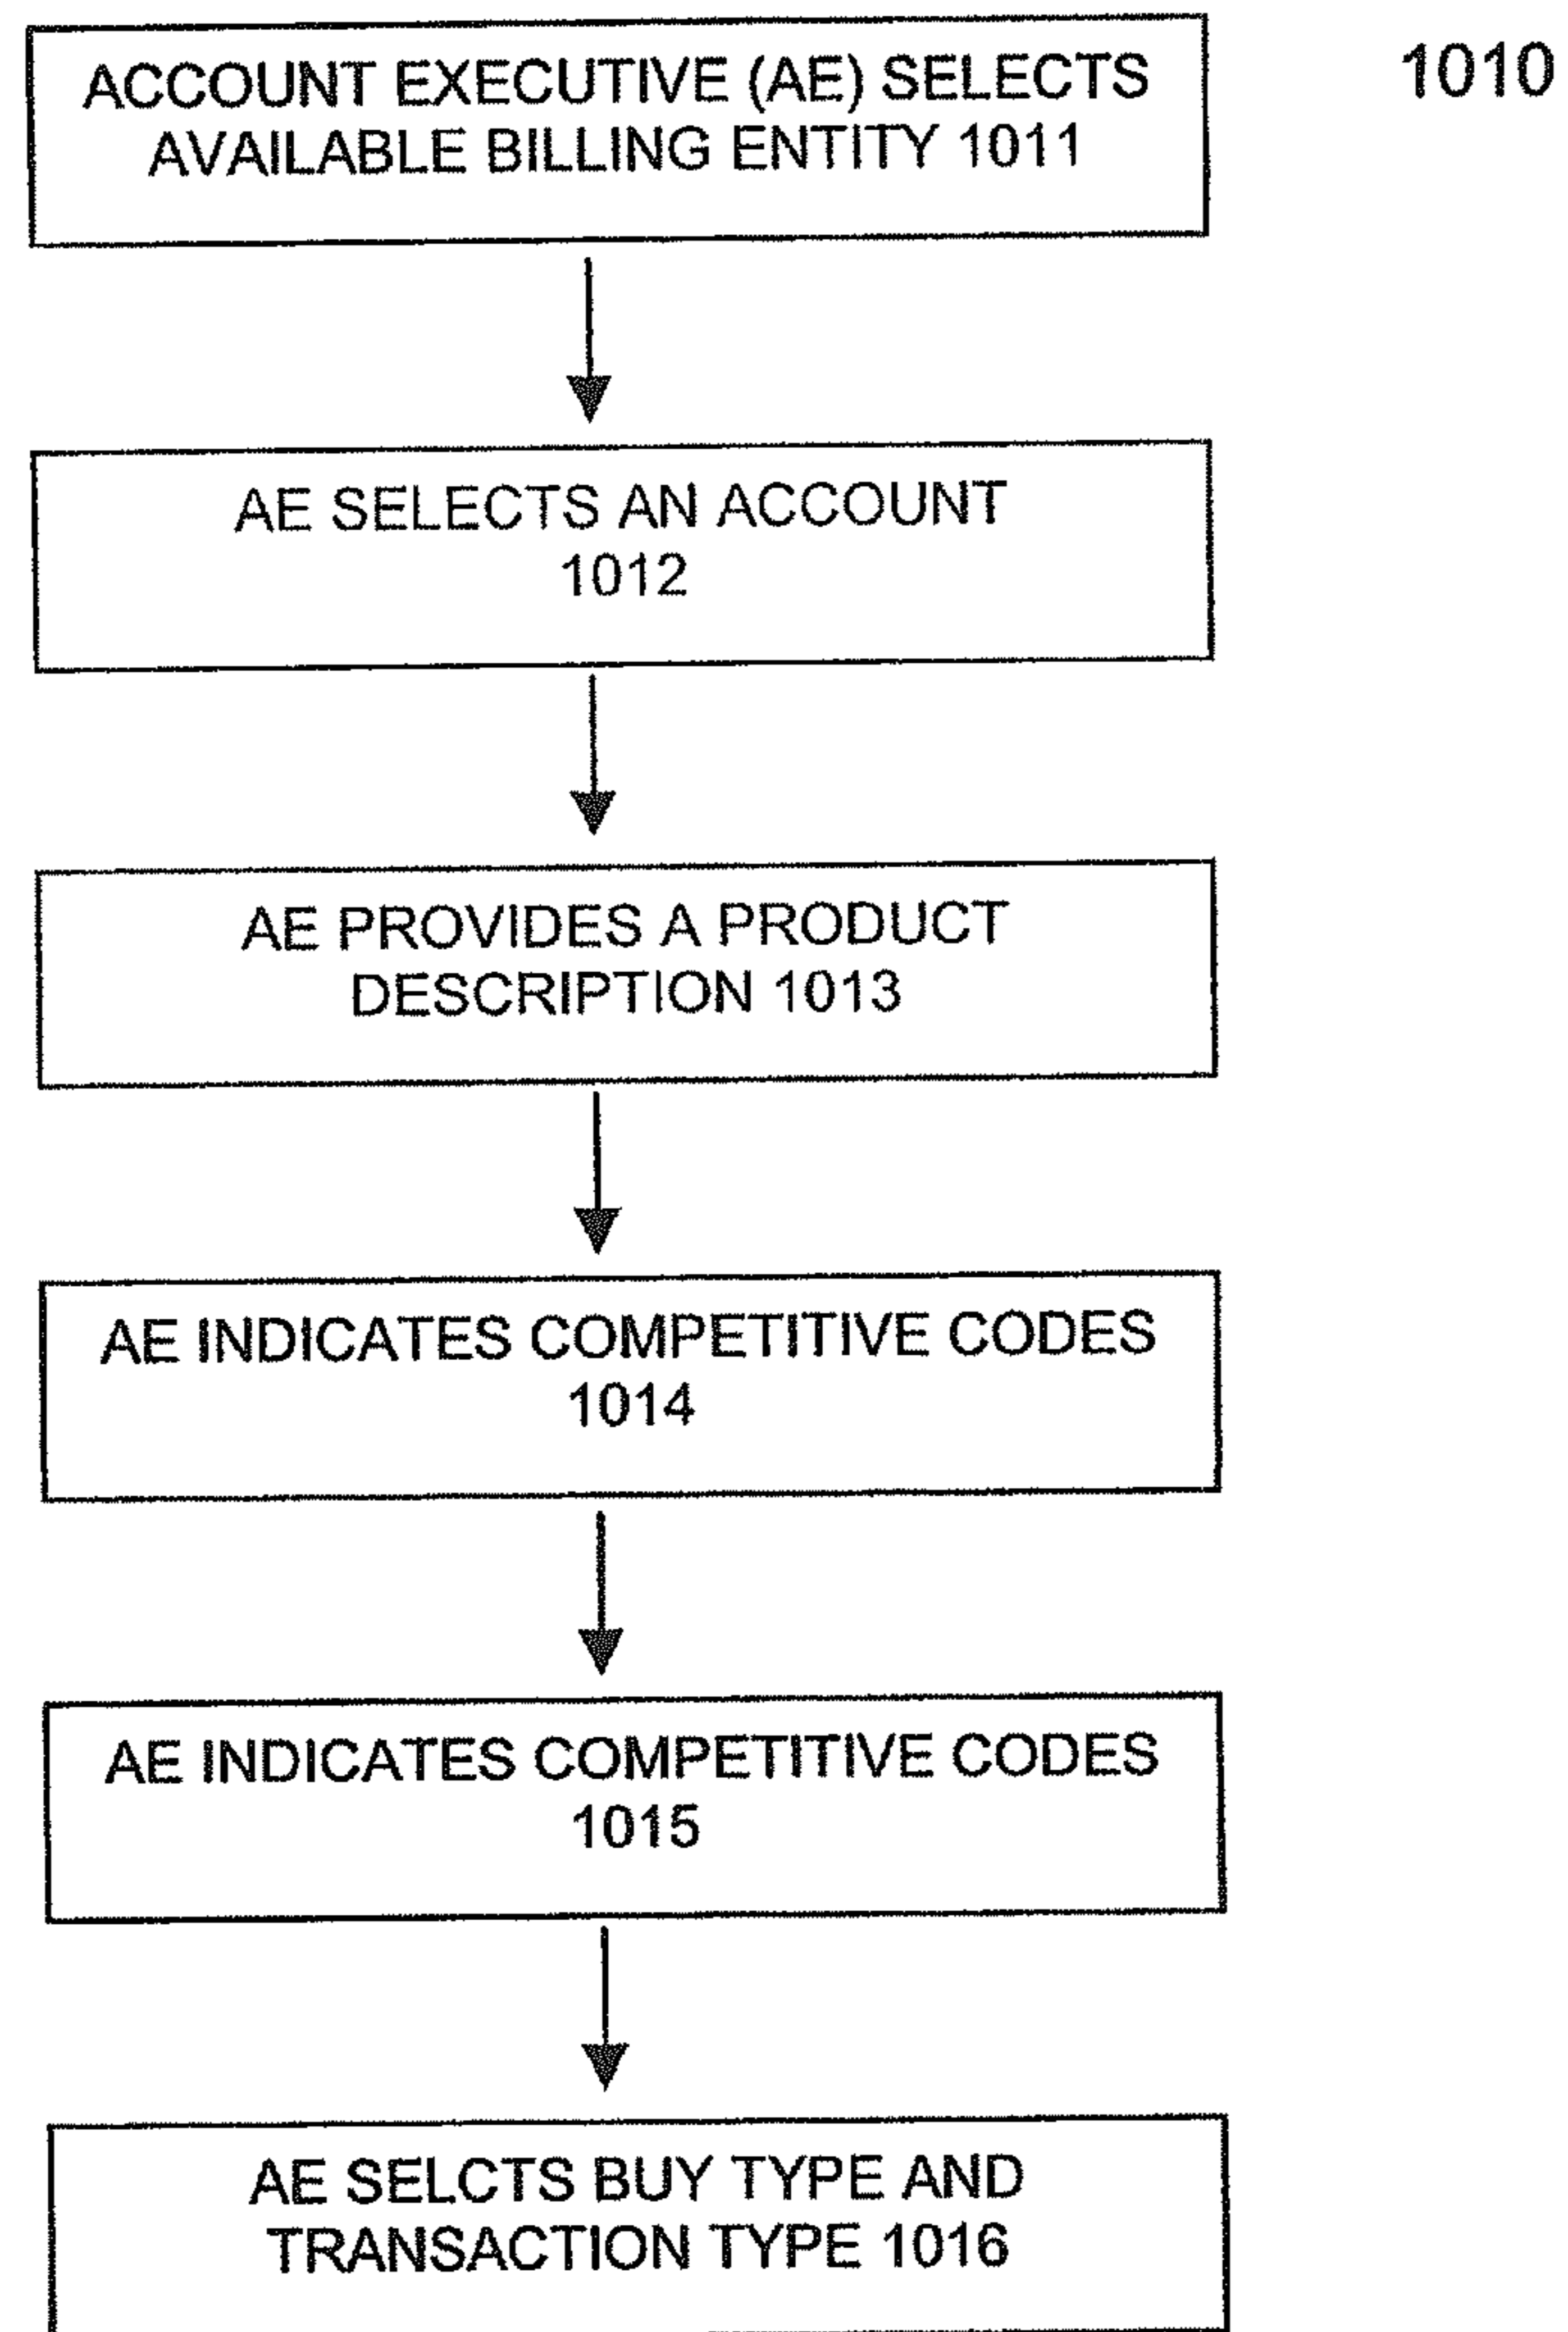 1010
ACCOUNT EXECUTIVE (AE) SELECTS
AVAILABLE BILLING ENTITY 1011
AE SELECTS AN ACCOUNT
1012
AE PROVIDES A PRODUCT
DESCRIPTION 1013
AE INDICATES COMPETITIVE CODES
1014
AE INDICATES COMPETITIVE CODES
1015
AE SELCTS BUY TYPE AND
TRANSACTION TYPE 1016